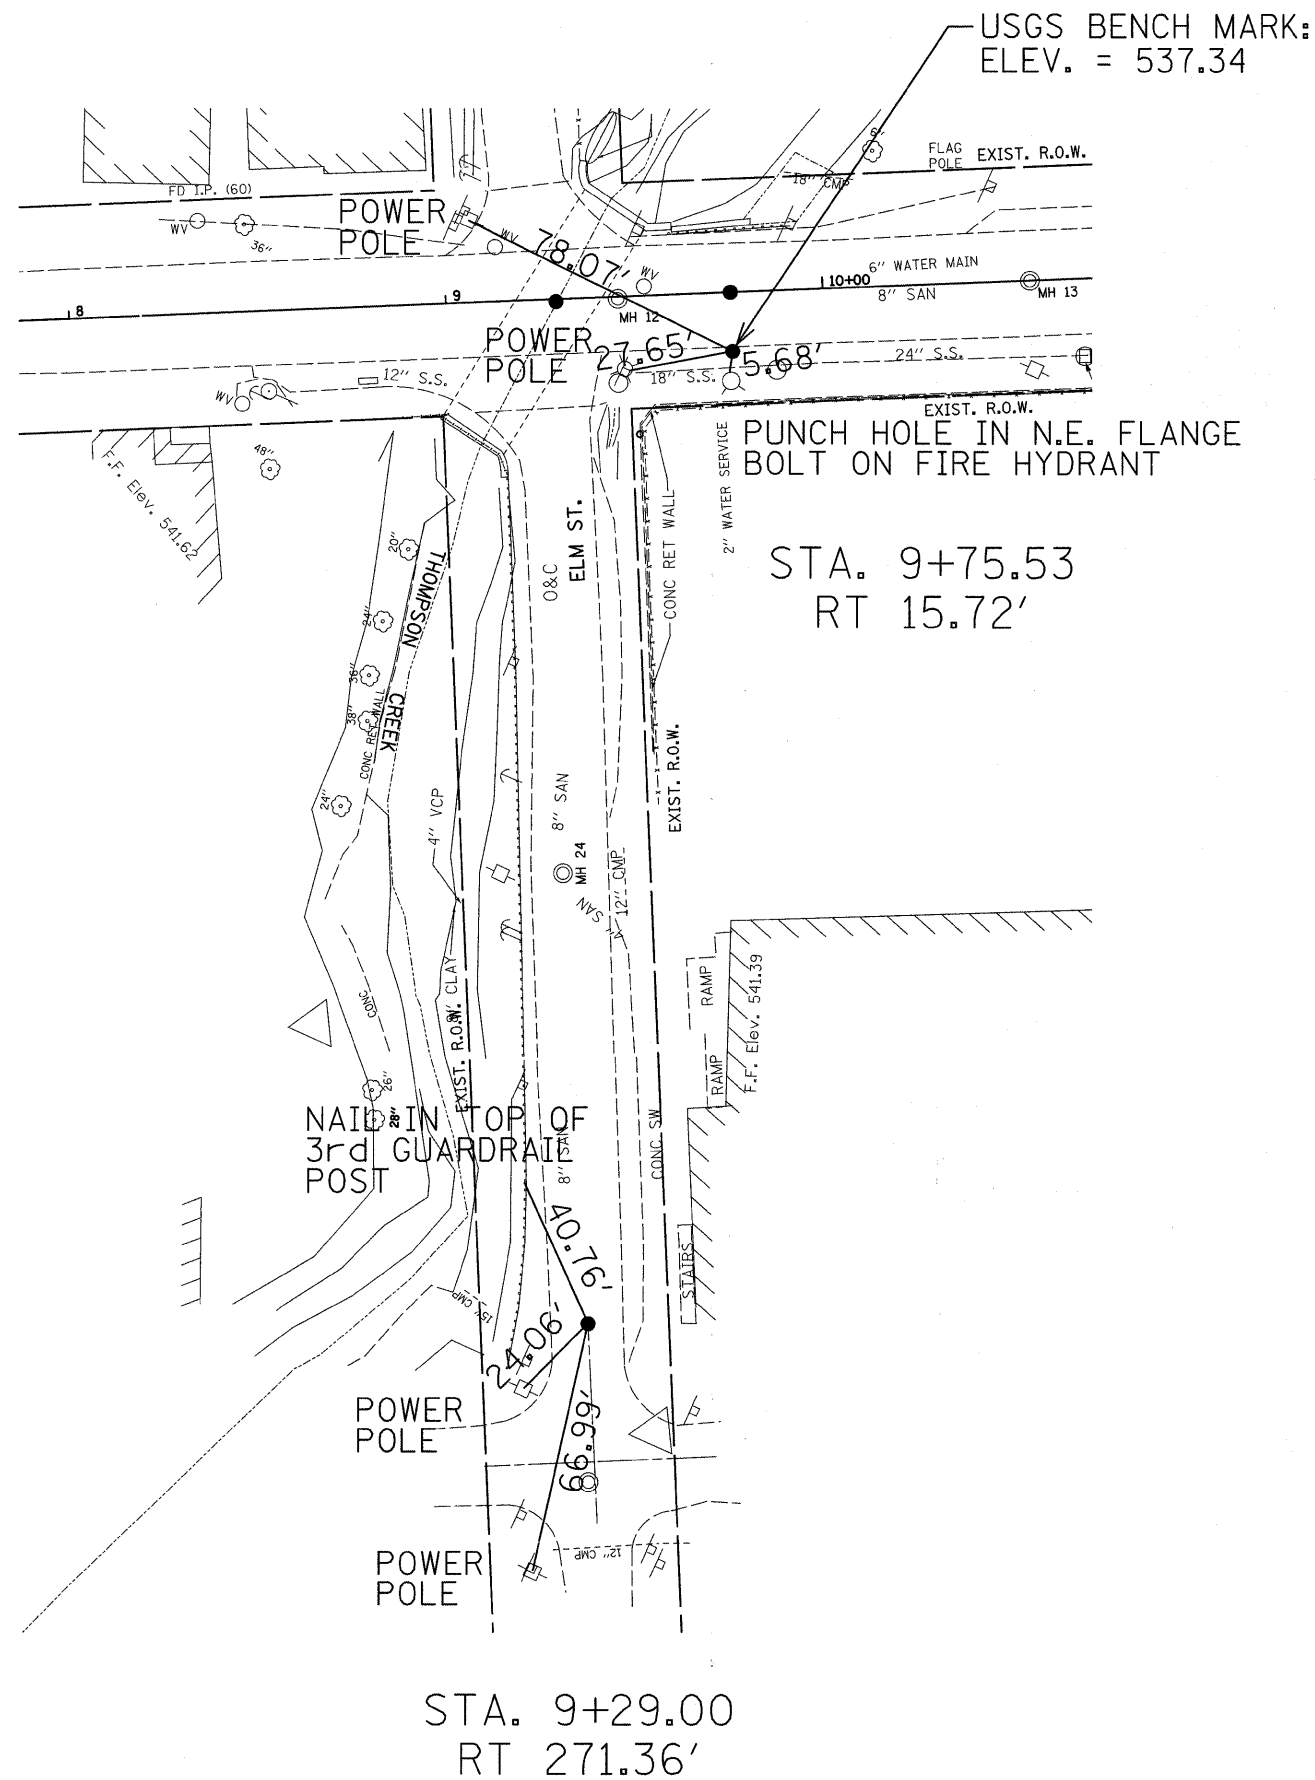 USGS BENCH MARK:
ELEV. = 537.34
6"
FLAG
POLE
EXIST. R.O.W.
18" CMP
FD I.P. (60)
POWER
POLE
WV
36"
WV
78.07'
WV
6" WATER MAIN
10+00
8" SAN
MH 13
8
9
MH 12
POWER
POLE
27.65'
5.68'
24" S.S.
12" S.S.
18" S.S.
WV
EXIST. R.O.W.
PUNCH HOLE IN N.E. FLANGE
BOLT ON FIRE HYDRANT
48"
F.F. Elev. 541.62
2" WATER SERVICE
CONC RET WALL
ELM ST.
O&C
STA. 9+75.53
RT 15.72'
20"
THOMPSON
CREEK
24"
36"
38"
CONC RET WALL
24"
EXIST. R.O.W.
4" VCP
8" SAN
MH 24
12" CMP
SAN
8" CLAY
EXIST. R.O.W.
CONC
RAMP
RAMP
F.F. Elev. 541.39
26"
28"
NAIL IN TOP OF
3rd GUARDRAIL
POST
8" SAN
CONC SW
40.76'
STAIRS
15" CMP
24.06'
POWER
POLE
66.99'
12" CMP
POWER
POLE
STA. 9+29.00
RT 271.36'